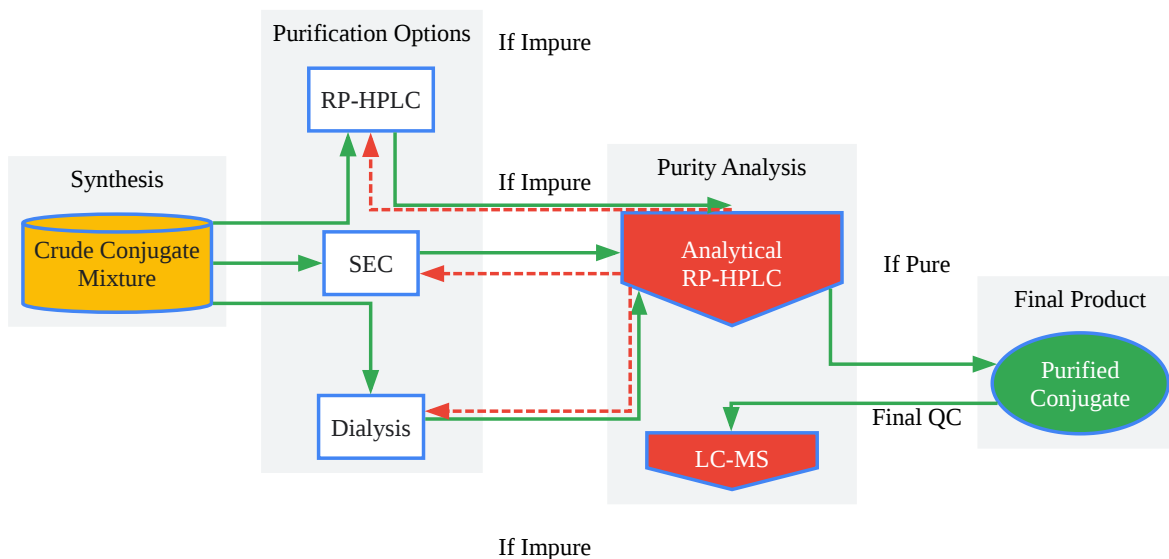 Purification Options
If Impure
RP-HPLC
Synthesis
If Impure
Purity Analysis
Crude Conjugate
Mixture
SEC
Analytical
RP-HPLC
If Pure
Final Product
Purified
Conjugate
Dialysis
Final QC
LC-MS
If Impure